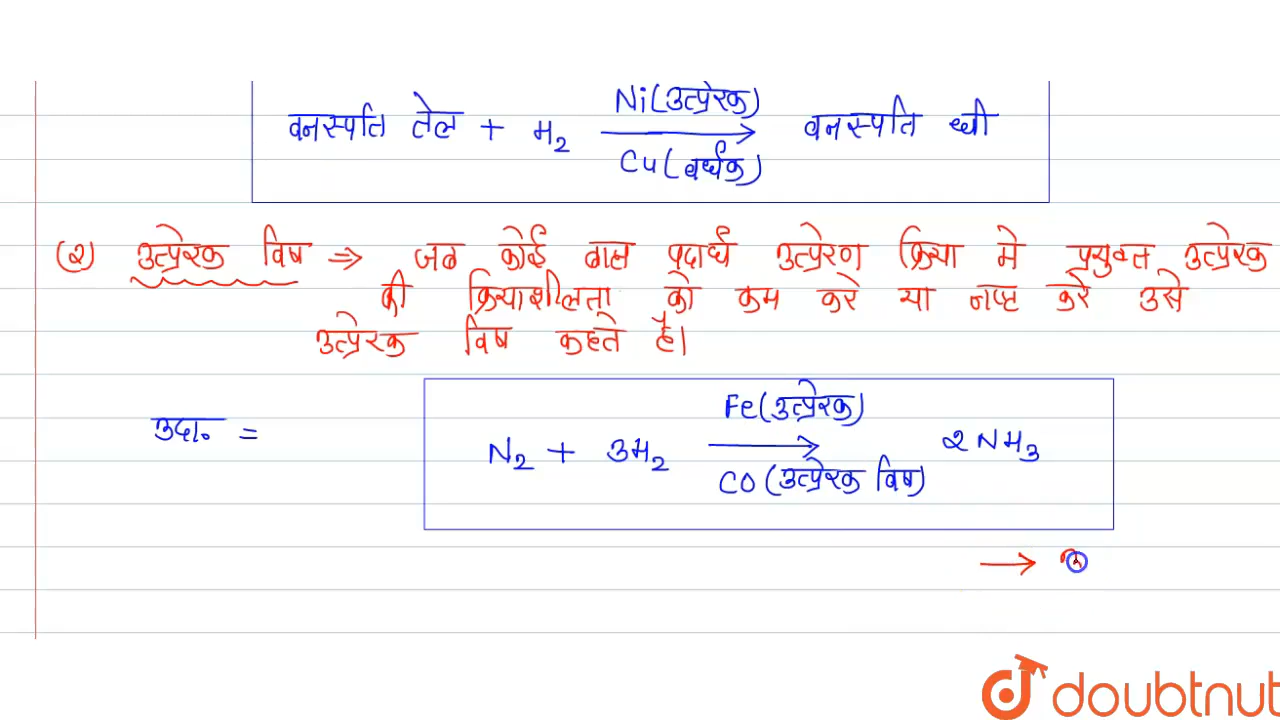 Ni(उत्प्रेरक)
वनस्पति तेल + H2 ⟶ वनस्पति घी
Cu(वर्धक)
(2) उत्प्रेरक विष ⇒ जब कोई बाह्य पदार्थ उत्प्रेरण क्रिया मे प्रयुक्त उत्प्रेरक
की क्रियाशीलता को कम करे या नष्ट करे उसे
उत्प्रेरक विष कहते है।
Fe(उत्प्रेरक)
उदा॰ = N2 + 3H2 ⟶ 2NH3
CO(उत्प्रेरक विष)
→
doubtnut